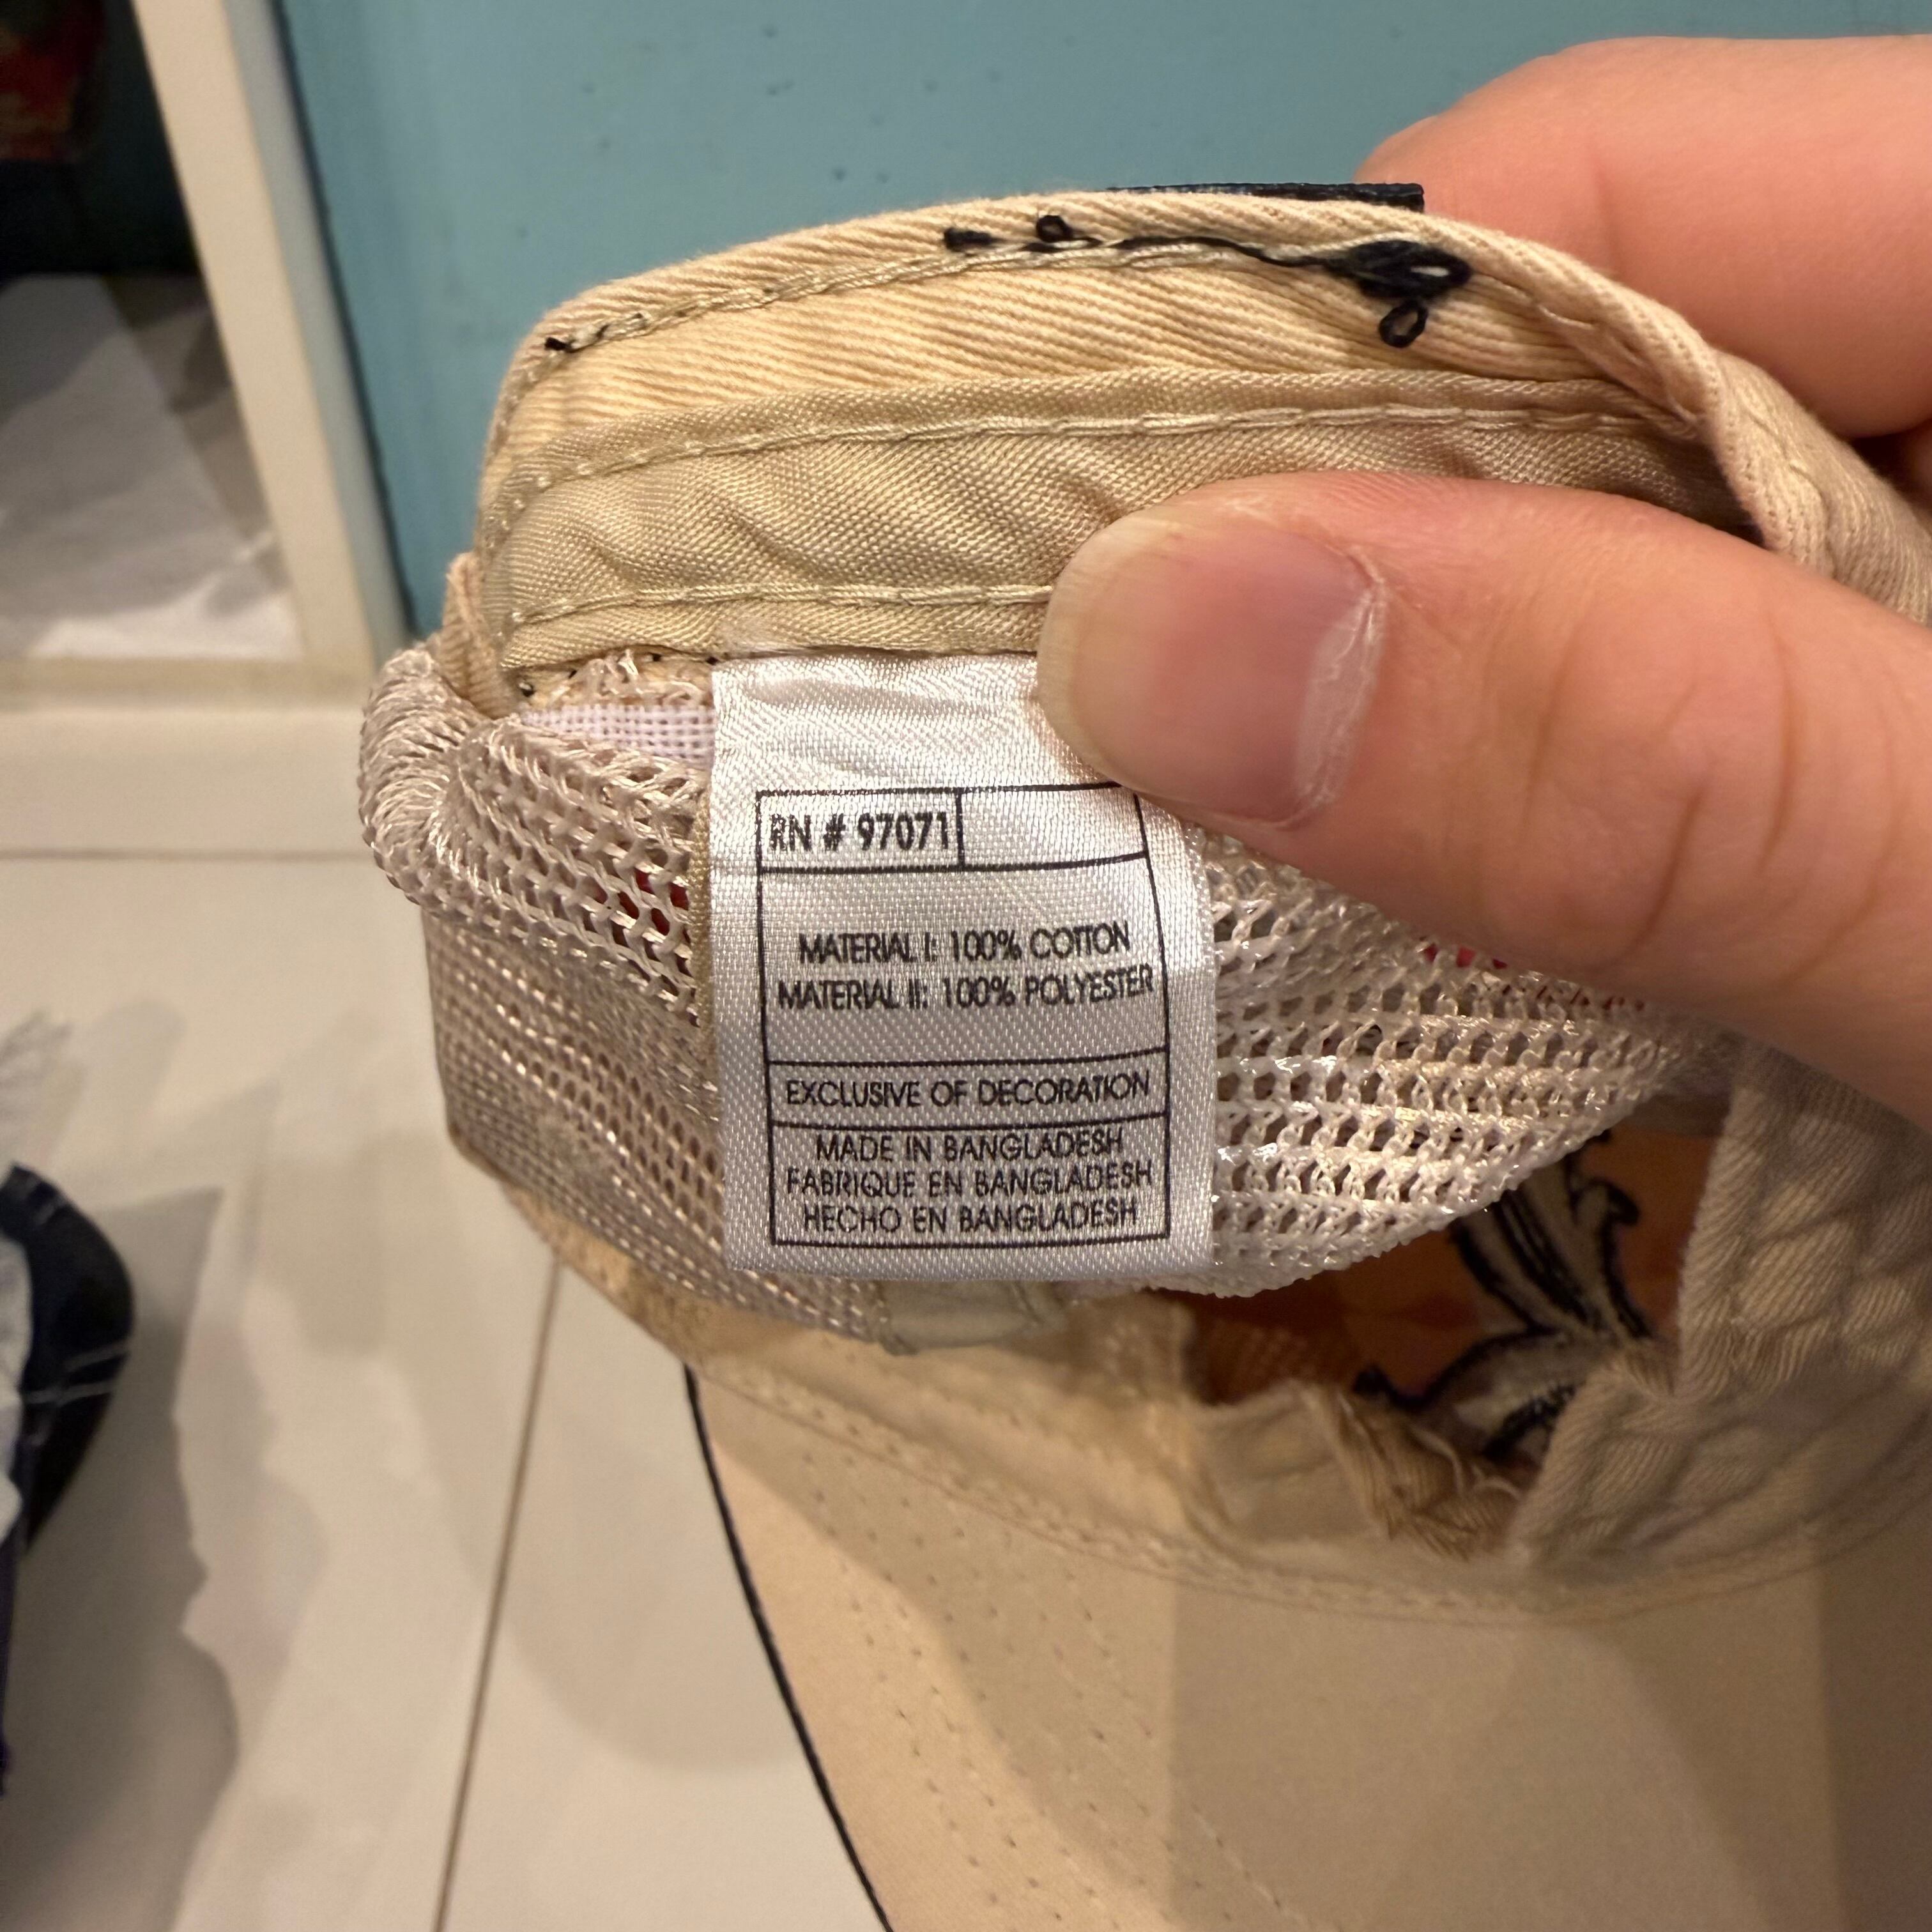 RN # 97071
MATERIAL I: 100% COTTON
MATERIAL II: 100% POLYESTER
EXCLUSIVE OF DECORATION
MADE IN BANGLADESH
FABRIQUE EN BANGLADESH
HECHO EN BANGLADESH